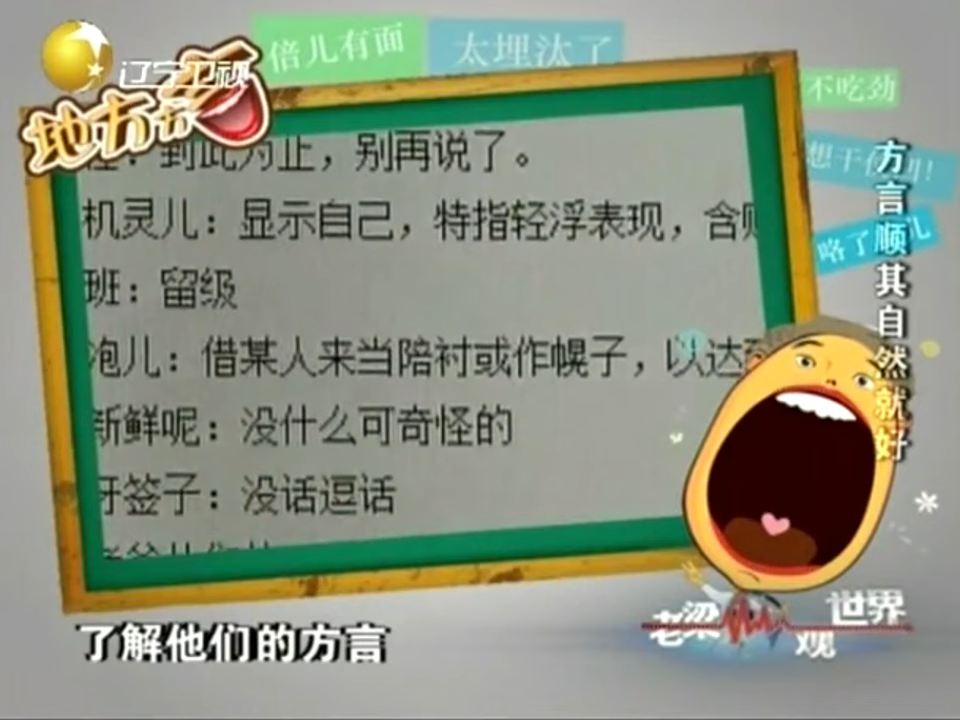 辽宁卫视
地方
倍儿有面
太埋汰了
不吃劲
到此为止，别再说了。
机灵儿：显示自己，特指轻浮表现，含
班：留级
泡儿：借某人来当陪衬或作幌子，以达
新鲜呢：没什么可奇怪的
牙签子：没话逗话
方言顺其自然就好
老梁
观
世界
了解他们的方言